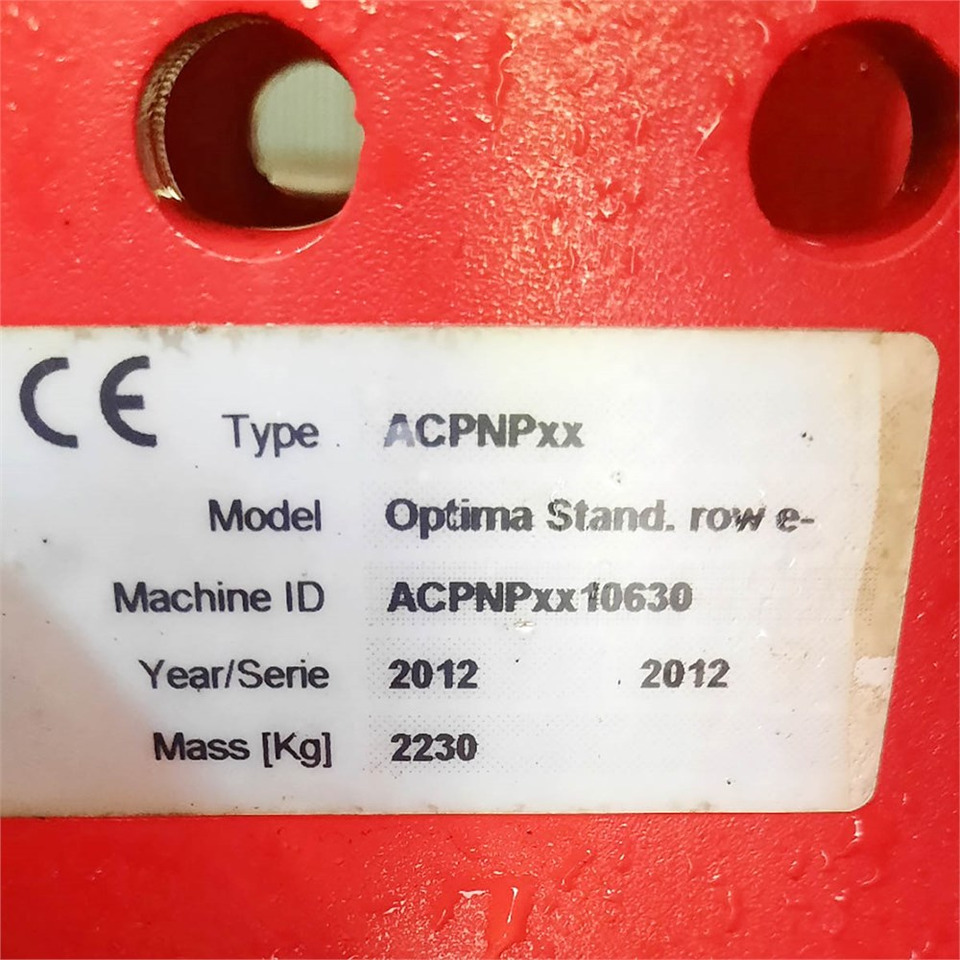 CE
Type ACPNPxx
Model Optima Stand. row e-
Machine ID ACPNPxx10630
Year/Serie 2012 2012
Mass [Kg] 2230